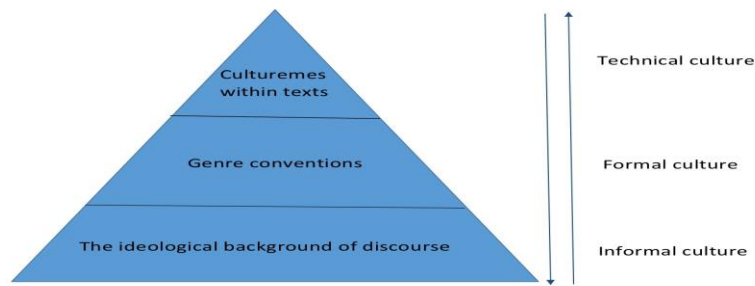 Culturemes
within texts
Technical culture
Genre conventions
Formal culture
The ideological background of discourse
Informal culture